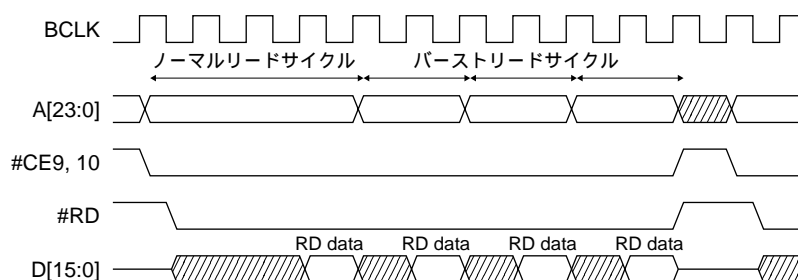 BCLK
ノーマルリードサイクル バーストリードサイクル
A[23:0]
#CE9, 10
#RD
RD data RD data RD data RD data
D[15:0]